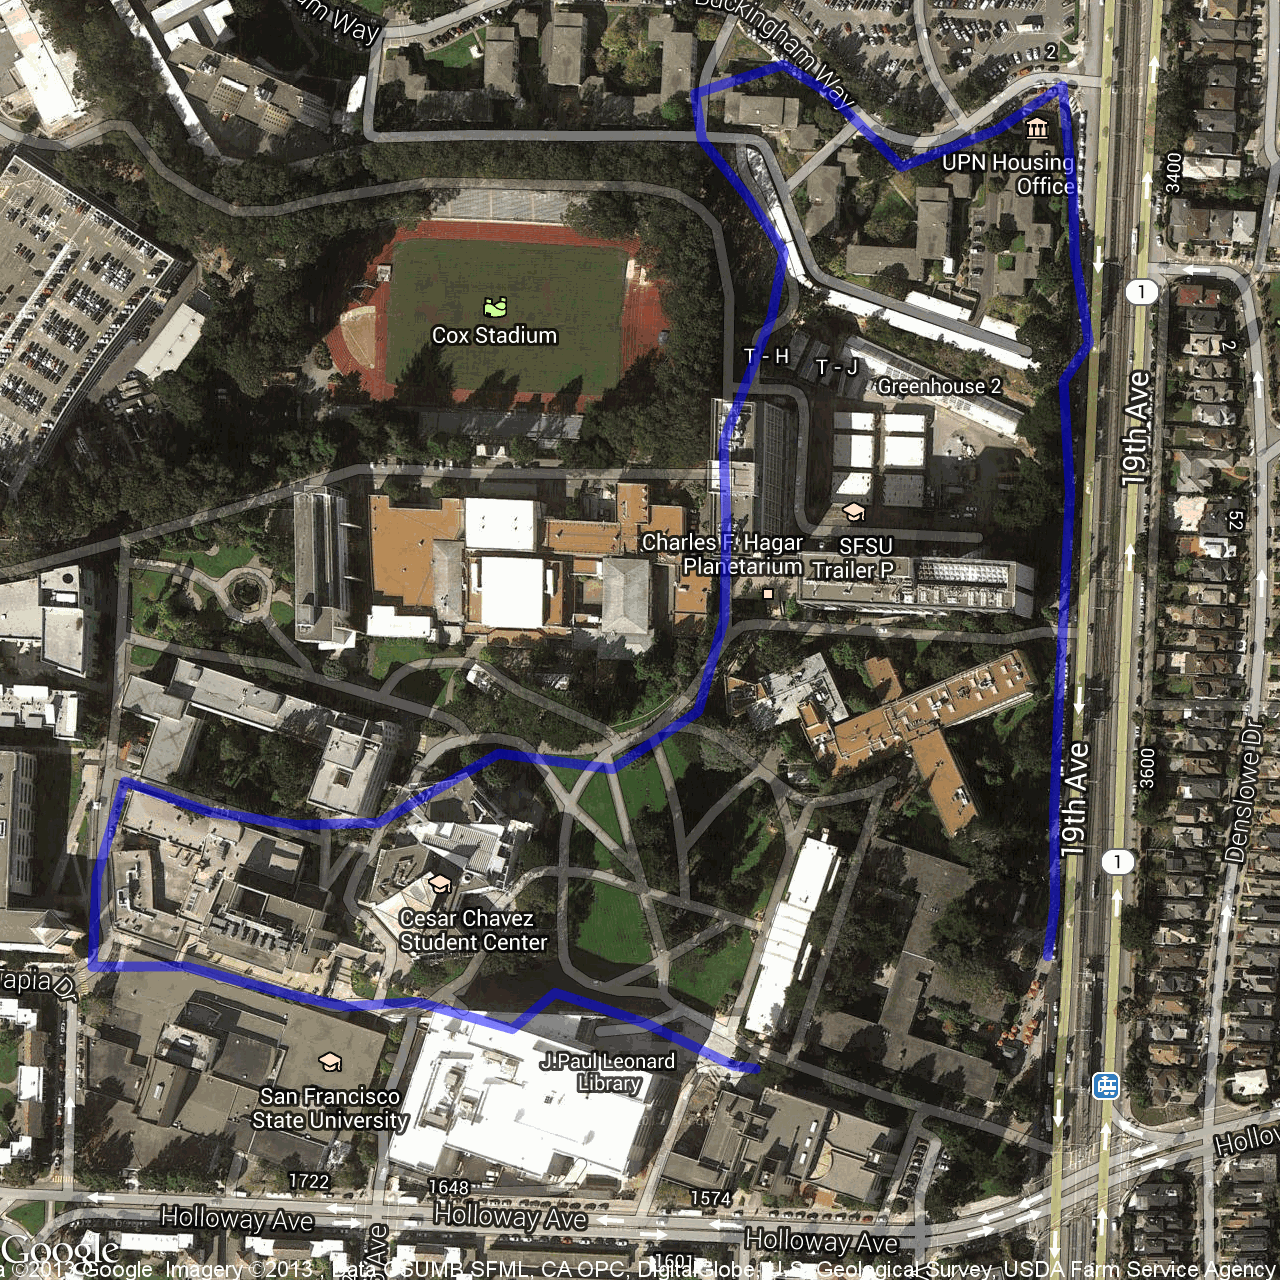 Buckingham Way
2
UPN Housing
Office
3400
1
Cox Stadium
T - H
T - J
Greenhouse 2
2
19th Ave
52
Charles F. Hagar
Planetarium
SFSU
Trailer P
19th Ave
3600
Denslowe Dr
1
Cesar Chavez
Student Center
Tapia Dr
J.Paul Leonard
Library
San Francisco
State University
1722
1648
1574
Holloway Ave
Holloway Ave
Holloway Ave
Ave
1601
Google
©2013 Google Imagery ©2013 , Data CSUMB SFML, CA OPC, DigitalGlobe, U.S. Geological Survey, USDA Farm Service Agency